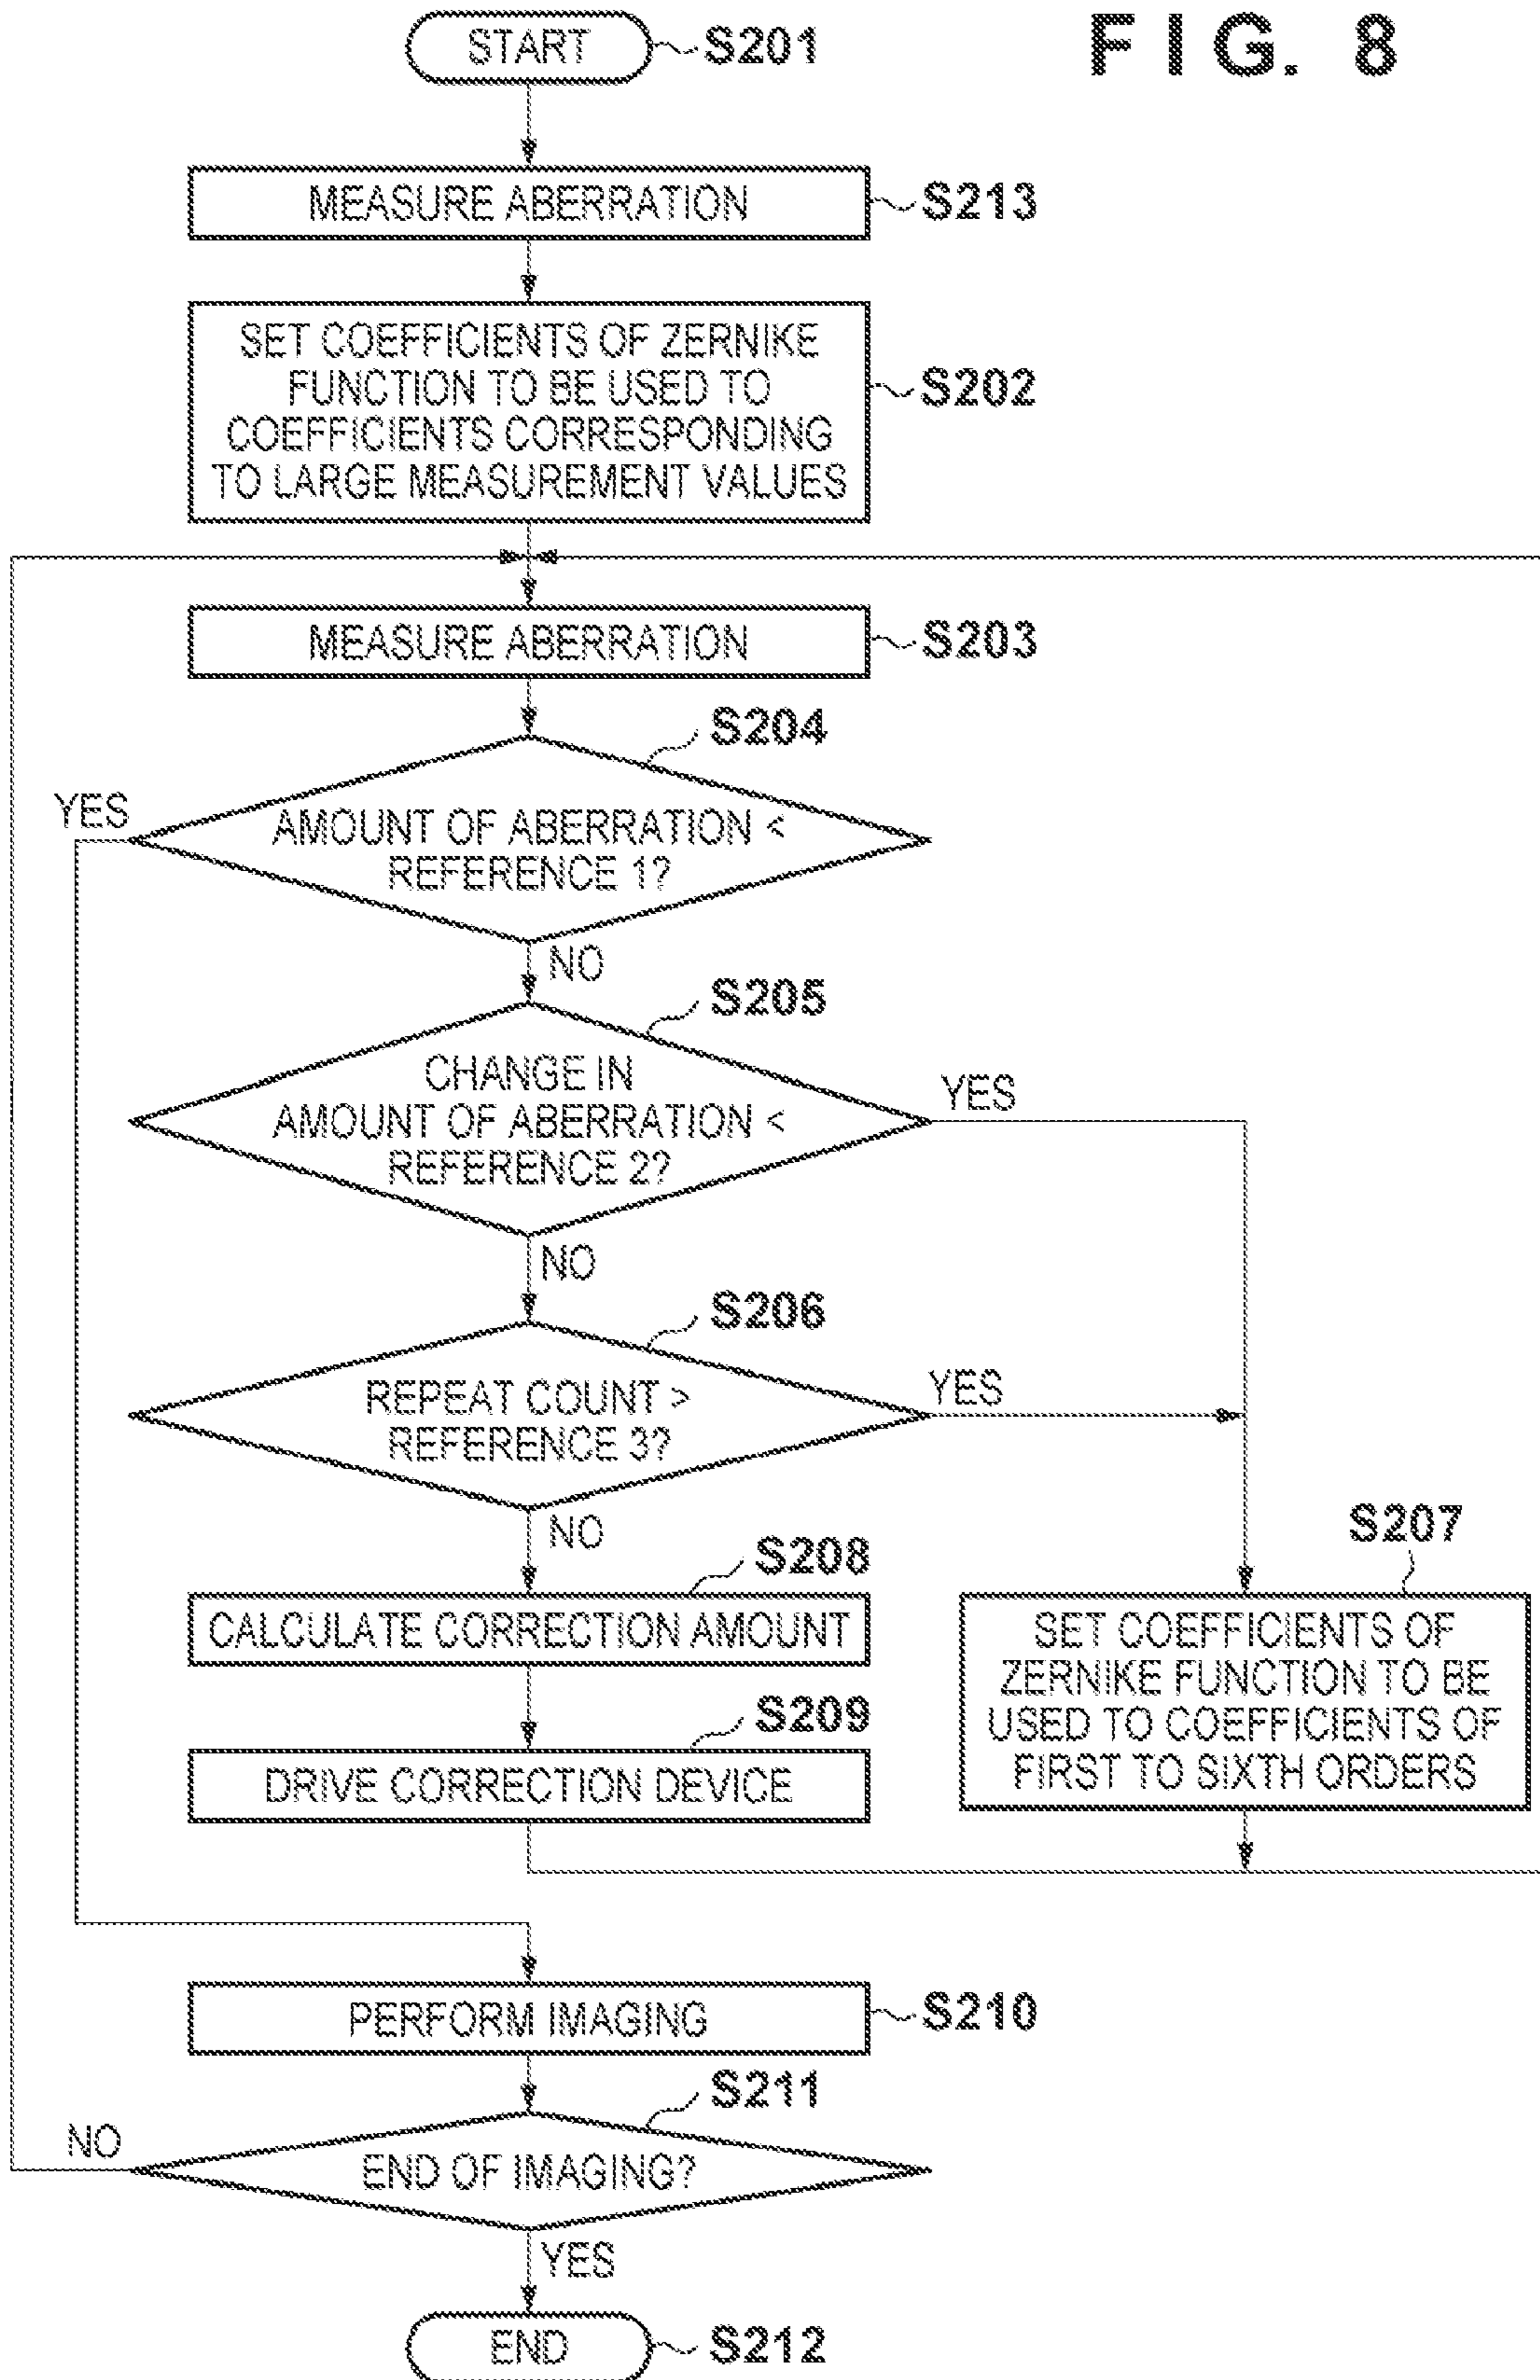 FIG. 8
START
S201
MEASURE ABERRATION
S213
SET COEFFICIENTS OF ZERNIKE
FUNCTION TO BE USED TO
COEFFICIENTS CORRESPONDING
TO LARGE MEASUREMENT VALUES
S202
MEASURE ABERRATION
S203
S204
YES
AMOUNT OF ABERRATION <
REFERENCE 1?
NO
S205
CHANGE IN
AMOUNT OF ABERRATION <
REFERENCE 2?
YES
NO
S206
REPEAT COUNT >
REFERENCE 3?
YES
NO
S207
SET COEFFICIENTS OF
ZERNIKE FUNCTION TO BE
USED TO COEFFICIENTS OF
FIRST TO SIXTH ORDERS
S208
CALCULATE CORRECTION AMOUNT
S209
DRIVE CORRECTION DEVICE
PERFORM IMAGING
S210
S211
NO
END OF IMAGING?
YES
END
S212